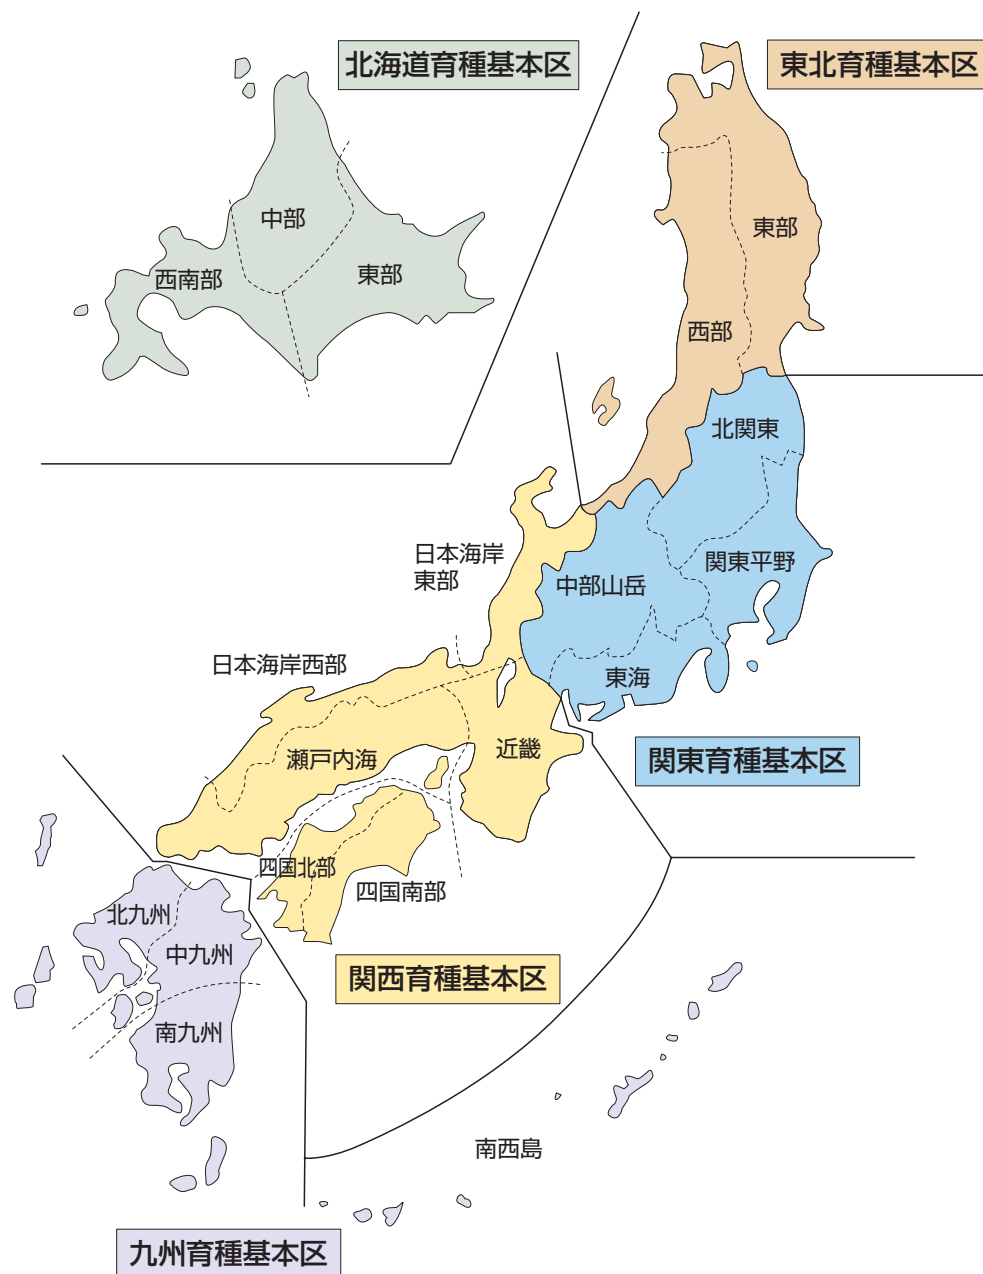 北海道育種基本区
東北育種基本区
中部
西南部
東部
東部
西部
北関東
日本海岸
東部
中部山岳
関東平野
日本海岸西部
東海
瀬戸内海
近畿
関東育種基本区
四国北部
四国南部
北九州
中九州
関西育種基本区
南九州
南西島
九州育種基本区